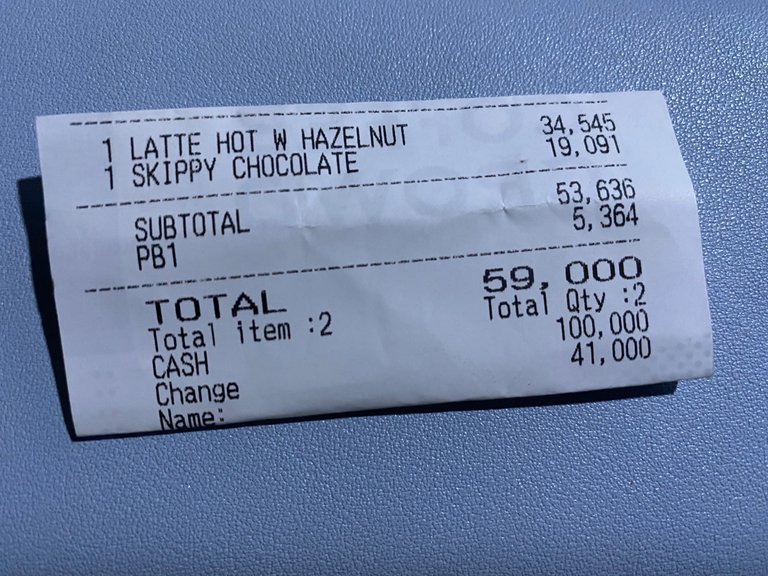 1 LATTE HOT W HAZELNUT 34,545
1 SKIPPY CHOCOLATE 19,091
SUBTOTAL 53,636
PB1 5,364
TOTAL 59,000
Total item :2 Total Qty :2
CASH 100,000
Change 41,000
Name: